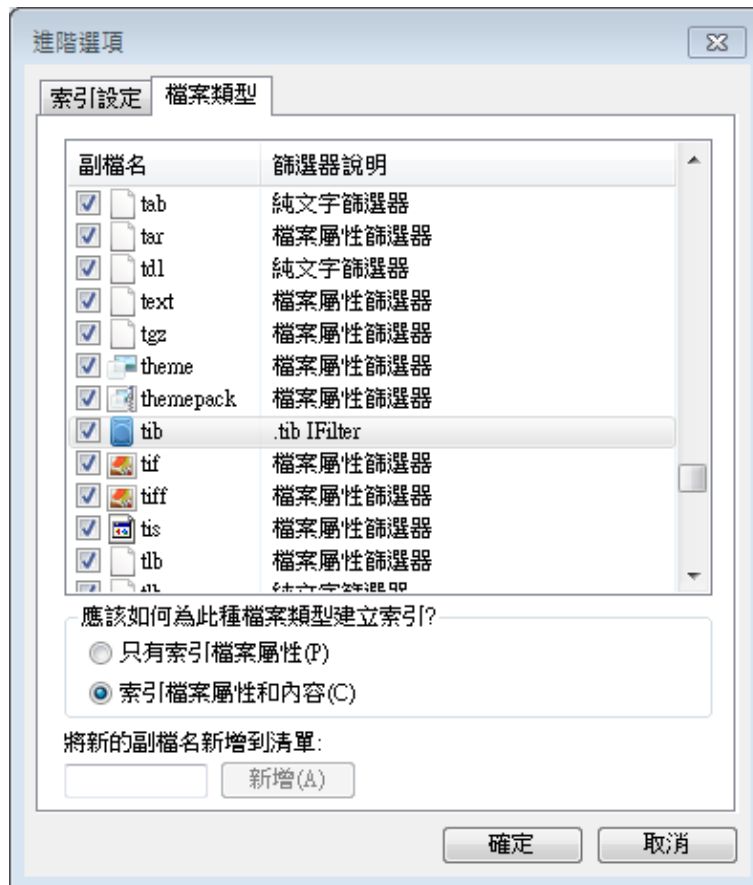 進階選項
索引設定 檔案類型
副檔名 篩選器說明
tab 純文字篩選器
tar 檔案屬性篩選器
tdl 純文字篩選器
text 檔案屬性篩選器
tgz 檔案屬性篩選器
theme 檔案屬性篩選器
themepack 檔案屬性篩選器
tib .tib IFilter
tif 檔案屬性篩選器
tiff 檔案屬性篩選器
tis 檔案屬性篩選器
tlb 檔案屬性篩選器
純文字篩選器
應該如何為此種檔案類型建立索引?
只有索引檔案屬性(P)
索引檔案屬性和內容(C)
將新的副檔名新增到清單:
新增(A)
確定 取消